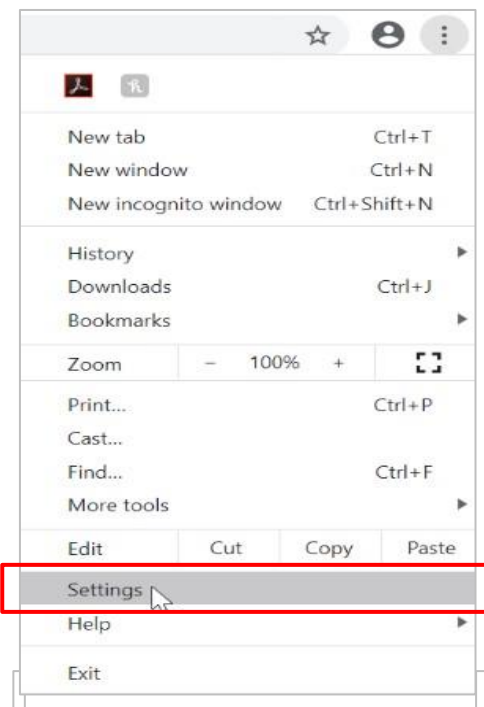 New tab Ctrl+T
New window Ctrl+N
New incognito window Ctrl+Shift+N
History
Downloads Ctrl+J
Bookmarks
Zoom - 100% +
Print... Ctrl+P
Cast...
Find... Ctrl+F
More tools
Edit Cut Copy Paste
Settings
Help
Exit